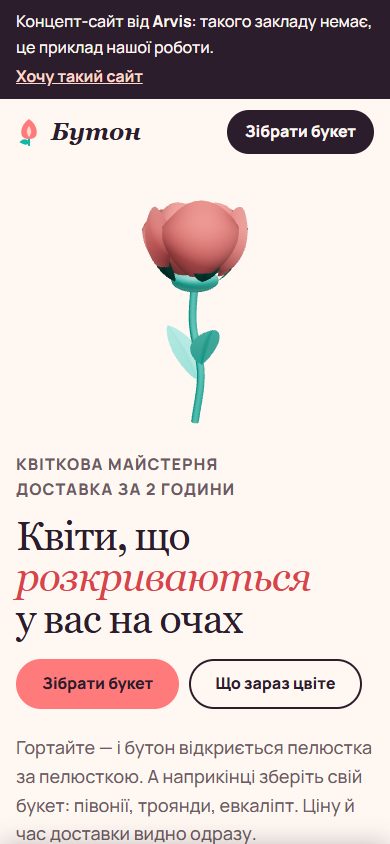 Концепт-сайт від Arvis: такого закладу немає,
це приклад нашої роботи.
Хочу такий сайт
Бутон
Зібрати букет
КВІТКОВА МАЙСТЕРНЯ
ДОСТАВКА ЗА 2 ГОДИНИ
Квіти, що
розкриваються
у вас на очах
Зібрати букет
Що зараз цвіте
Гортайте — і бутон відкриється пелюстка
за пелюсткою. А наприкінці зберіть свій
букет: півонії, троянди, евкаліпт. Ціну й
час доставки видно одразу.